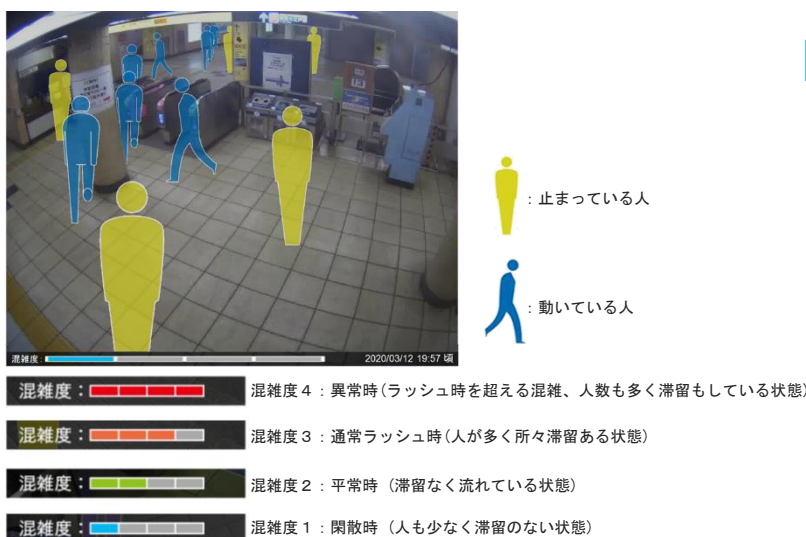 混雑度:
2020/03/12 19:57 頃
：止まっている人
：動いている人
混雑度： 混雑度４：異常時(ラッシュ時を超える混雑、人数も多く滞留もしている状態)
混雑度： 混雑度３：通常ラッシュ時(人が多く所々滞留ある状態)
混雑度： 混雑度２：平常時（滞留なく流れている状態）
混雑度： 混雑度１：閑散時（人も少なく滞留のない状態）